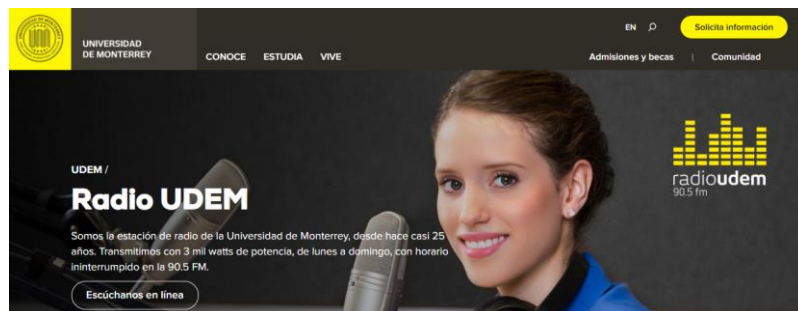 EN
Solicita información
UNIVERSIDAD
DE MONTERREY
CONOCE ESTUDIA VIVE
Admisiones y becas | Comunidad
UDEM /
Radio UDEM
Somos la estación de radio de la Universidad de Monterrey, desde hace casi 25
años. Transmitimos con 3 mil watts de potencia, de lunes a domingo, con horario
ininterrumpido en la 90.5 FM.
Escúchanos en línea
radioudem
90.5 fm